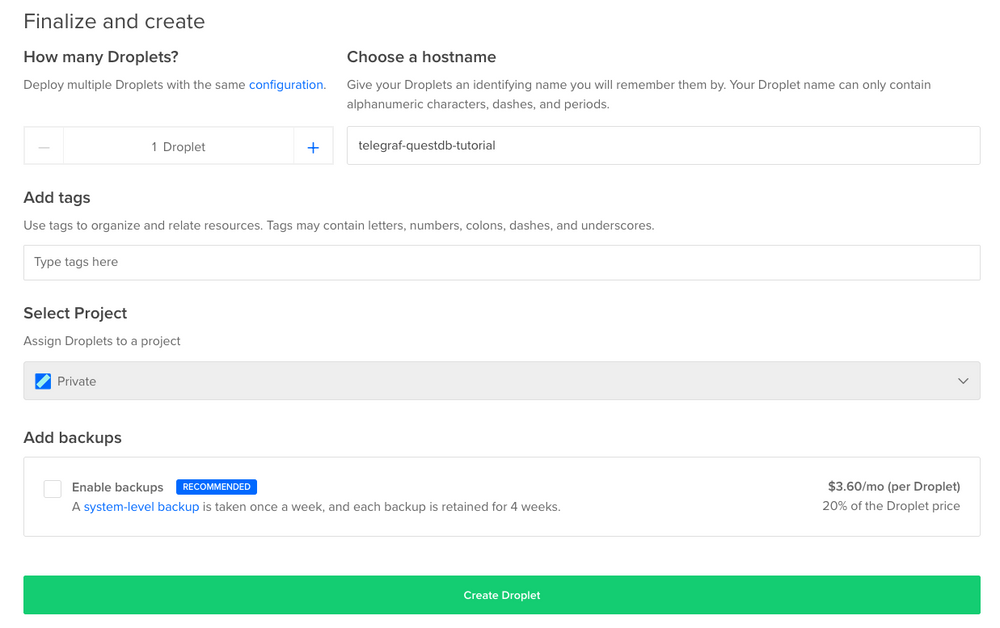 Finalize and create
How many Droplets?
Deploy multiple Droplets with the same configuration.
1 Droplet
Choose a hostname
Give your Droplets an identifying name you will remember them by. Your Droplet name can only contain
alphanumeric characters, dashes, and periods.
telegraf-questdb-tutorial
Add tags
Use tags to organize and relate resources. Tags may contain letters, numbers, colons, dashes, and underscores.
Type tags here
Select Project
Assign Droplets to a project
Private
Add backups
Enable backups RECOMMENDED
A system-level backup is taken once a week, and each backup is retained for 4 weeks.
$3.60/mo (per Droplet)
20% of the Droplet price
Create Droplet